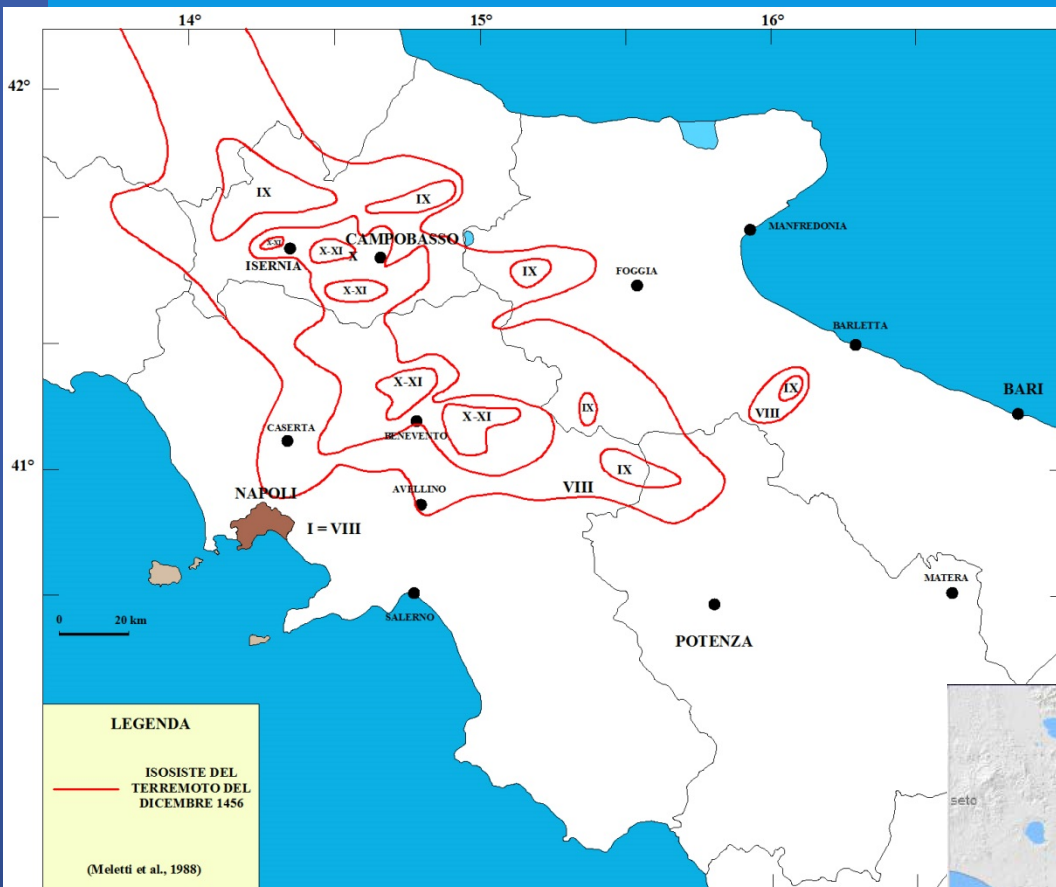 14°
15°
16°
42°
IX
IX
MANFREDONIA
CAMPOBASSO
X-XI
X-XI
X
ISERNIA
IX
FOGGIA
X-XI
BARLETTA
X-XI
IX
BARI
IX
VIII
X-XI
CASERTA
BENEVENTO
41°
IX
AVELLINO
VIII
NAPOLI
I = VIII
MATERA
0 20 km
SALERNO
POTENZA
LEGENDA
ISOSISTE DEL
TERREMOTO DEL
DICEMBRE 1456
(Meletti et al., 1988)
seto